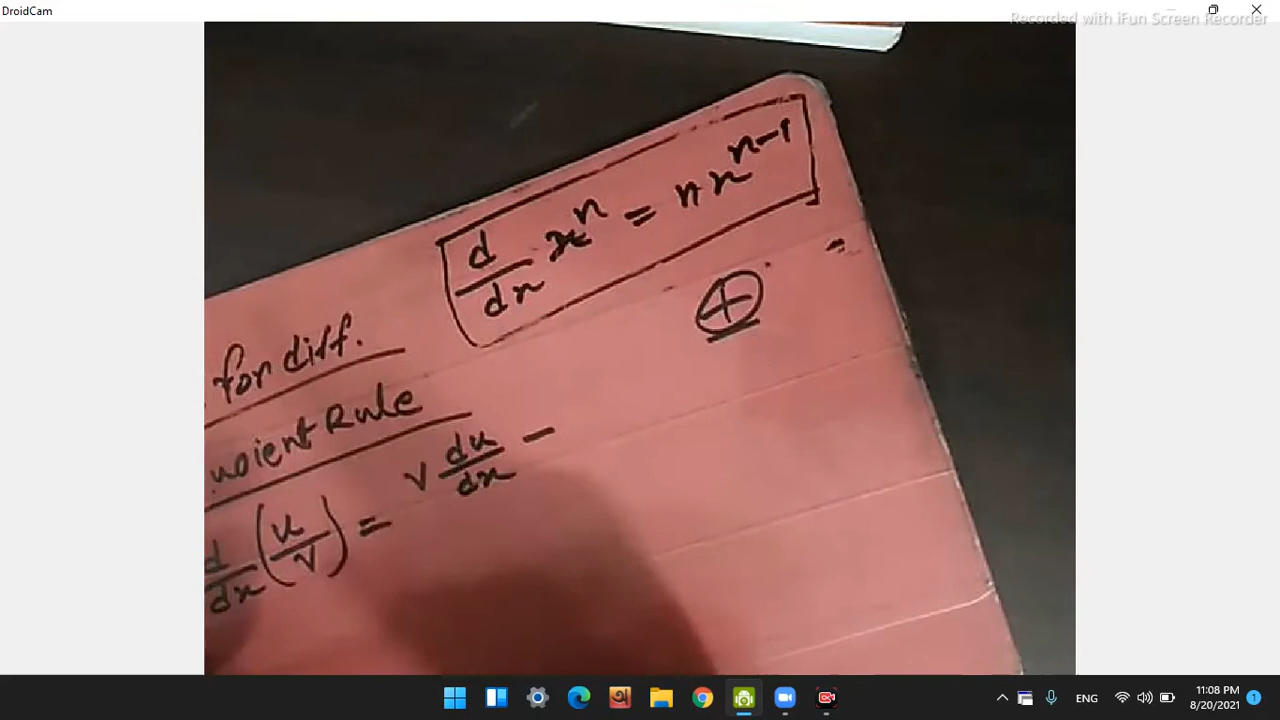 DroidCam
Recorded with iFun Screen Recorder
d/dx x^n = n x^{n-1}
⊕
for diff.
uoient Rule
d/dx (u/v) = v du/dx −
ENG
11:08 PM
8/20/2021
1